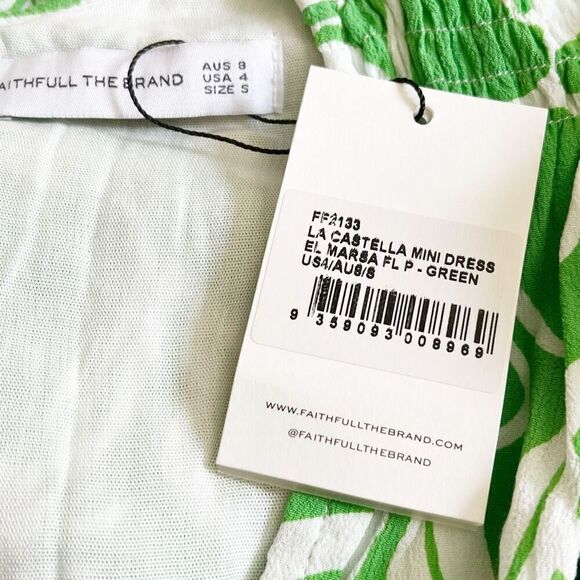 FAITHFULL THE BRAND
AUS 8
USA 4
SIZE S
FF2133
LA CASTELLA MINI DRESS
EL MARSA FL P - GREEN
US4/AU8/S
9 359093 008969
WWW.FAITHFULLTHEBRAND.COM
@FAITHFULLTHEBRAND